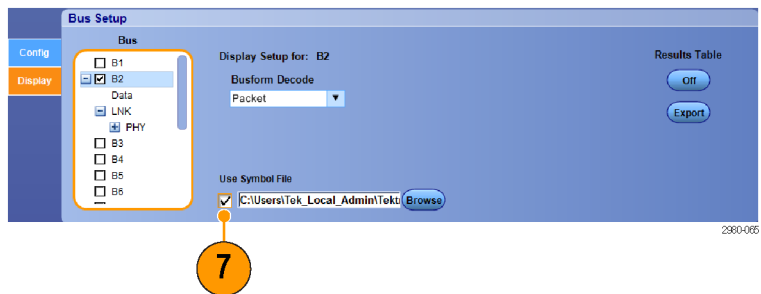 Bus Setup
Bus
Config
Display
B1
B2
Data
LNK
PHY
B3
B4
B5
B6
Display Setup for: B2
Busform Decode
Packet
Use Symbol File
C:\Users\Tek_Local_Admin\Tekt
Browse
Results Table
Off
Export
2980-065
7